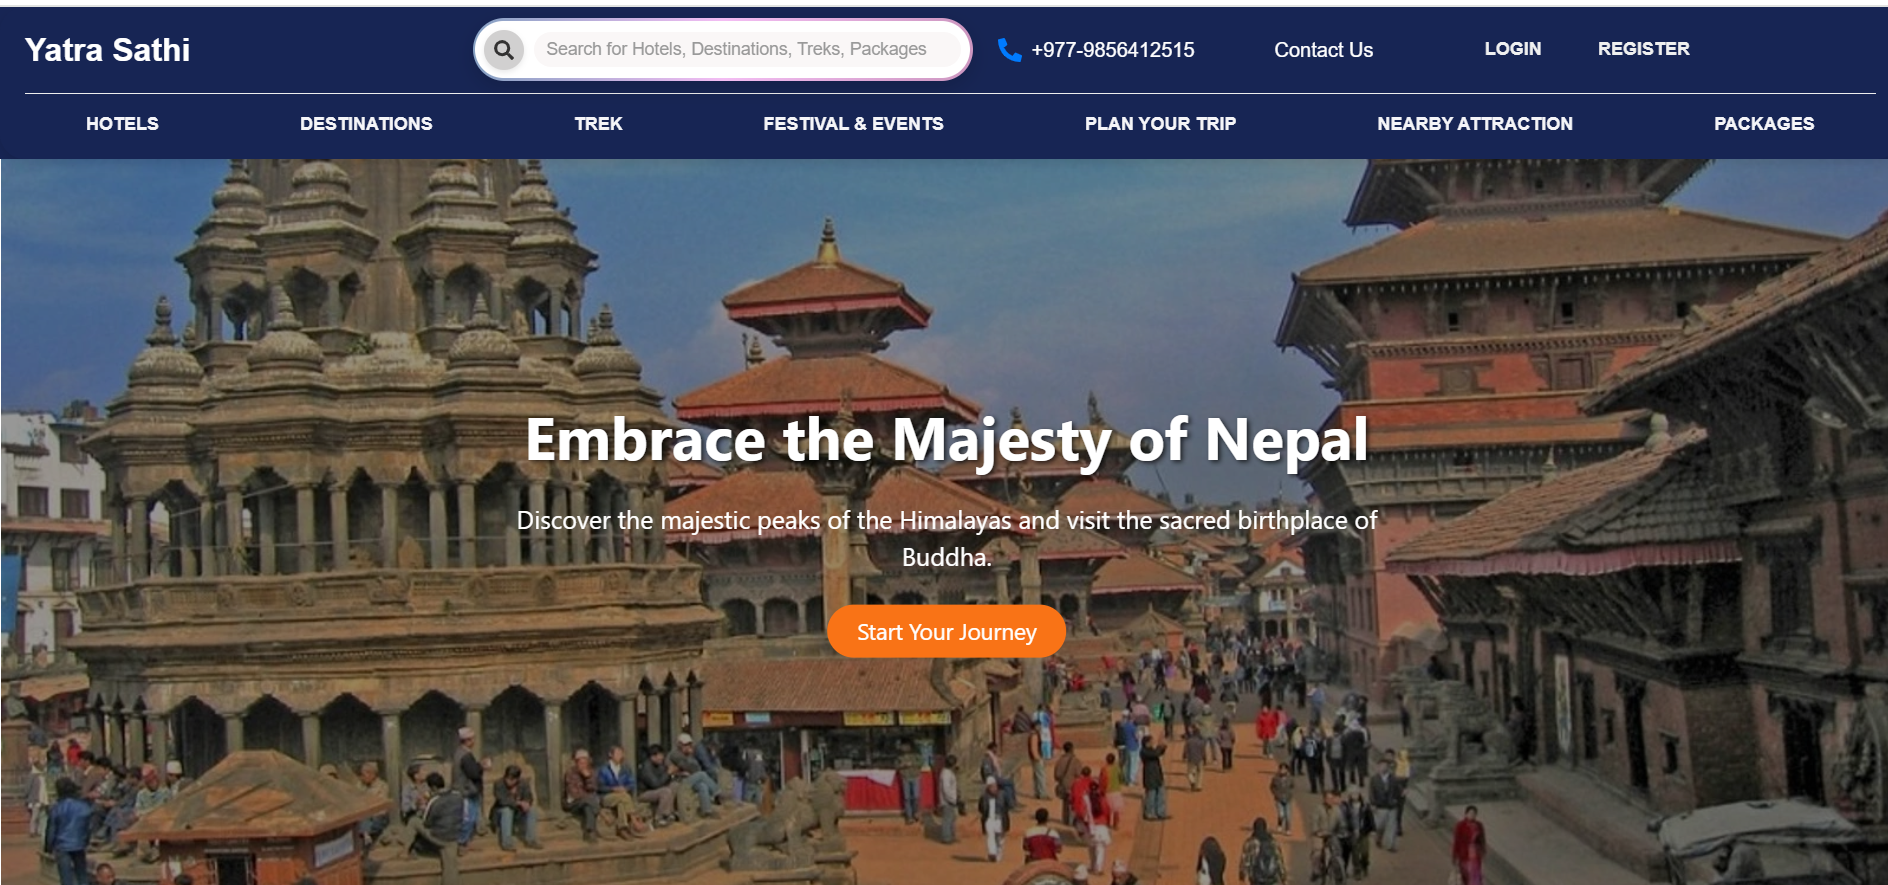 Yatra Sathi
Search for Hotels, Destinations, Treks, Packages
+977-9856412515
Contact Us
LOGIN
REGISTER
HOTELS
DESTINATIONS
TREK
FESTIVAL & EVENTS
PLAN YOUR TRIP
NEARBY ATTRACTION
PACKAGES
Embrace the Majesty of Nepal
Discover the majestic peaks of the Himalayas and visit the sacred birthplace of
Buddha.
Start Your Journey